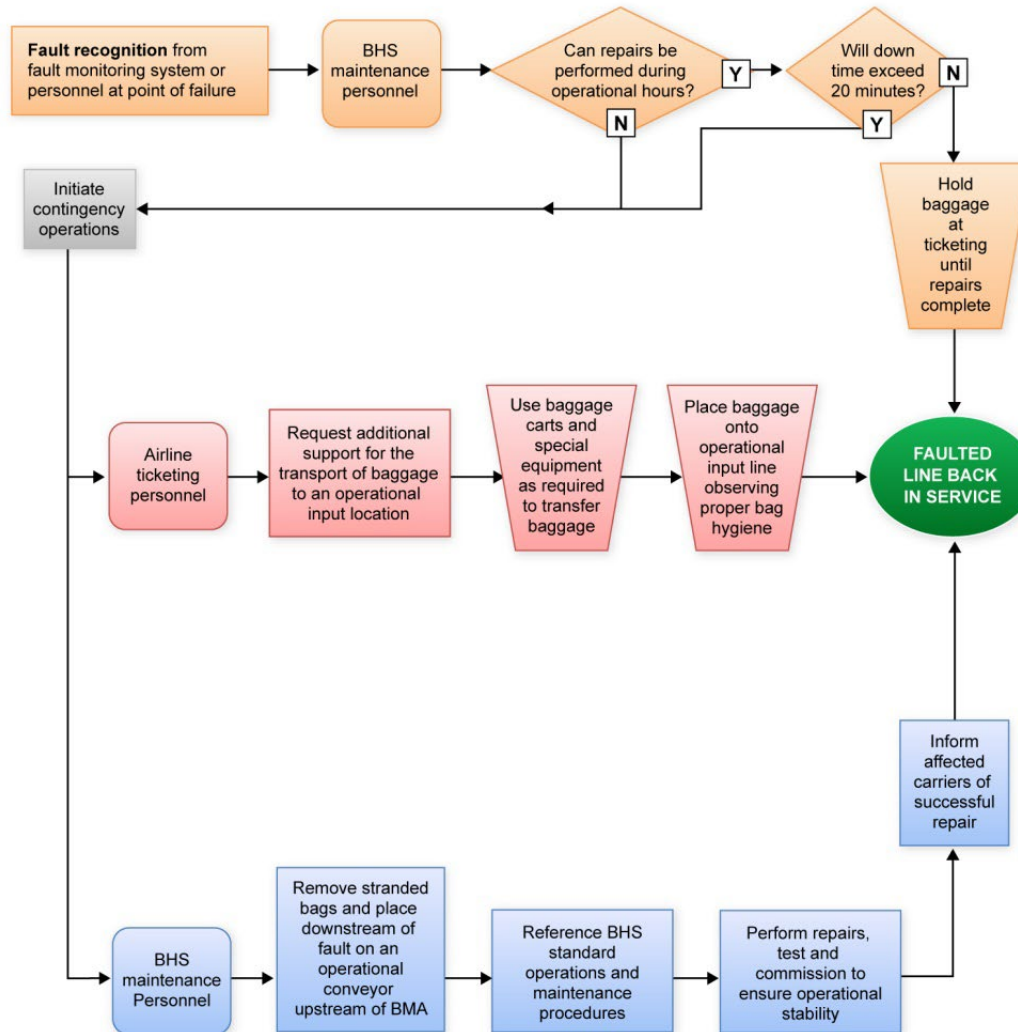 Fault recognition from
fault monitoring system or
personnel at point of failure
BHS
maintenance
personnel
Can repairs be
performed during
operational hours?
Y
N
Will down
time exceed
20 minutes?
N
Y
Initiate
contingency
operations
Hold
baggage
at
ticketing
until
repairs
complete
Airline
ticketing
personnel
Request additional
support for the
transport of baggage
to an operational
input location
Use baggage
carts and
special
equipment
as required
to transfer
baggage
Place baggage
onto
operational
input line
observing
proper bag
hygiene
FAULTED
LINE BACK
IN SERVICE
Inform
affected
carriers of
successful
repair
BHS
maintenance
Personnel
Remove stranded
bags and place
downstream of
fault on an
operational
conveyor
upstream of BMA
Reference BHS
standard
operations and
maintenance
procedures
Perform repairs,
test and
commission to
ensure operational
stability